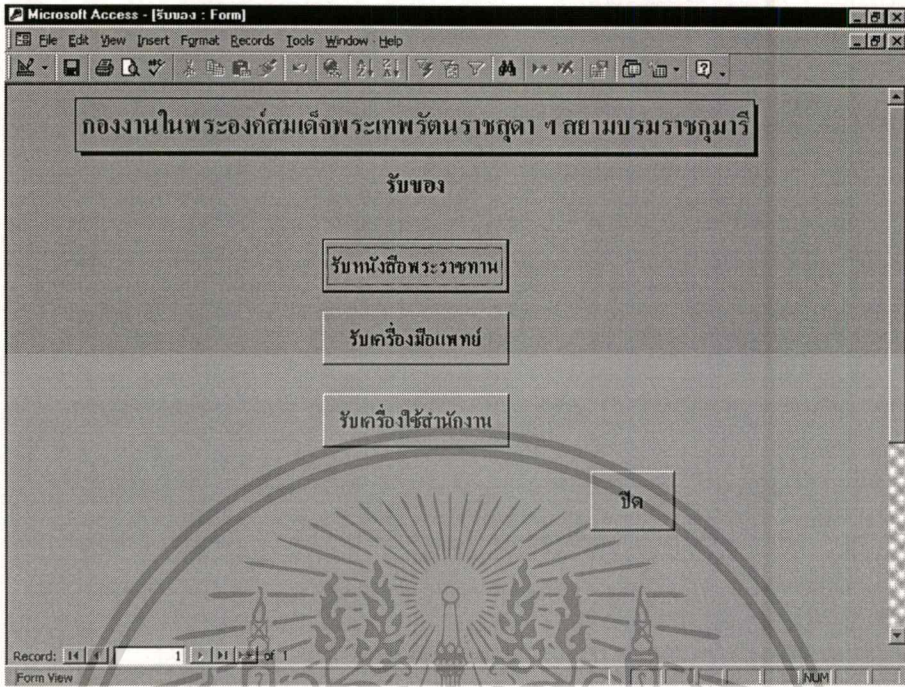 Microsoft Access - [รับของ : Form]
File Edit View Insert Format Records Tools Window Help
กองงานในพระองค์สมเด็จพระเทพรัตนราชสุดา ฯ สยามบรมราชกุมารี
รับของ
รับหนังสือพระราชทาน
รับเครื่องมือแพทย์
รับเครื่องใช้สำนักงาน
ปิด
Record: 1 of 1
Form View NUM